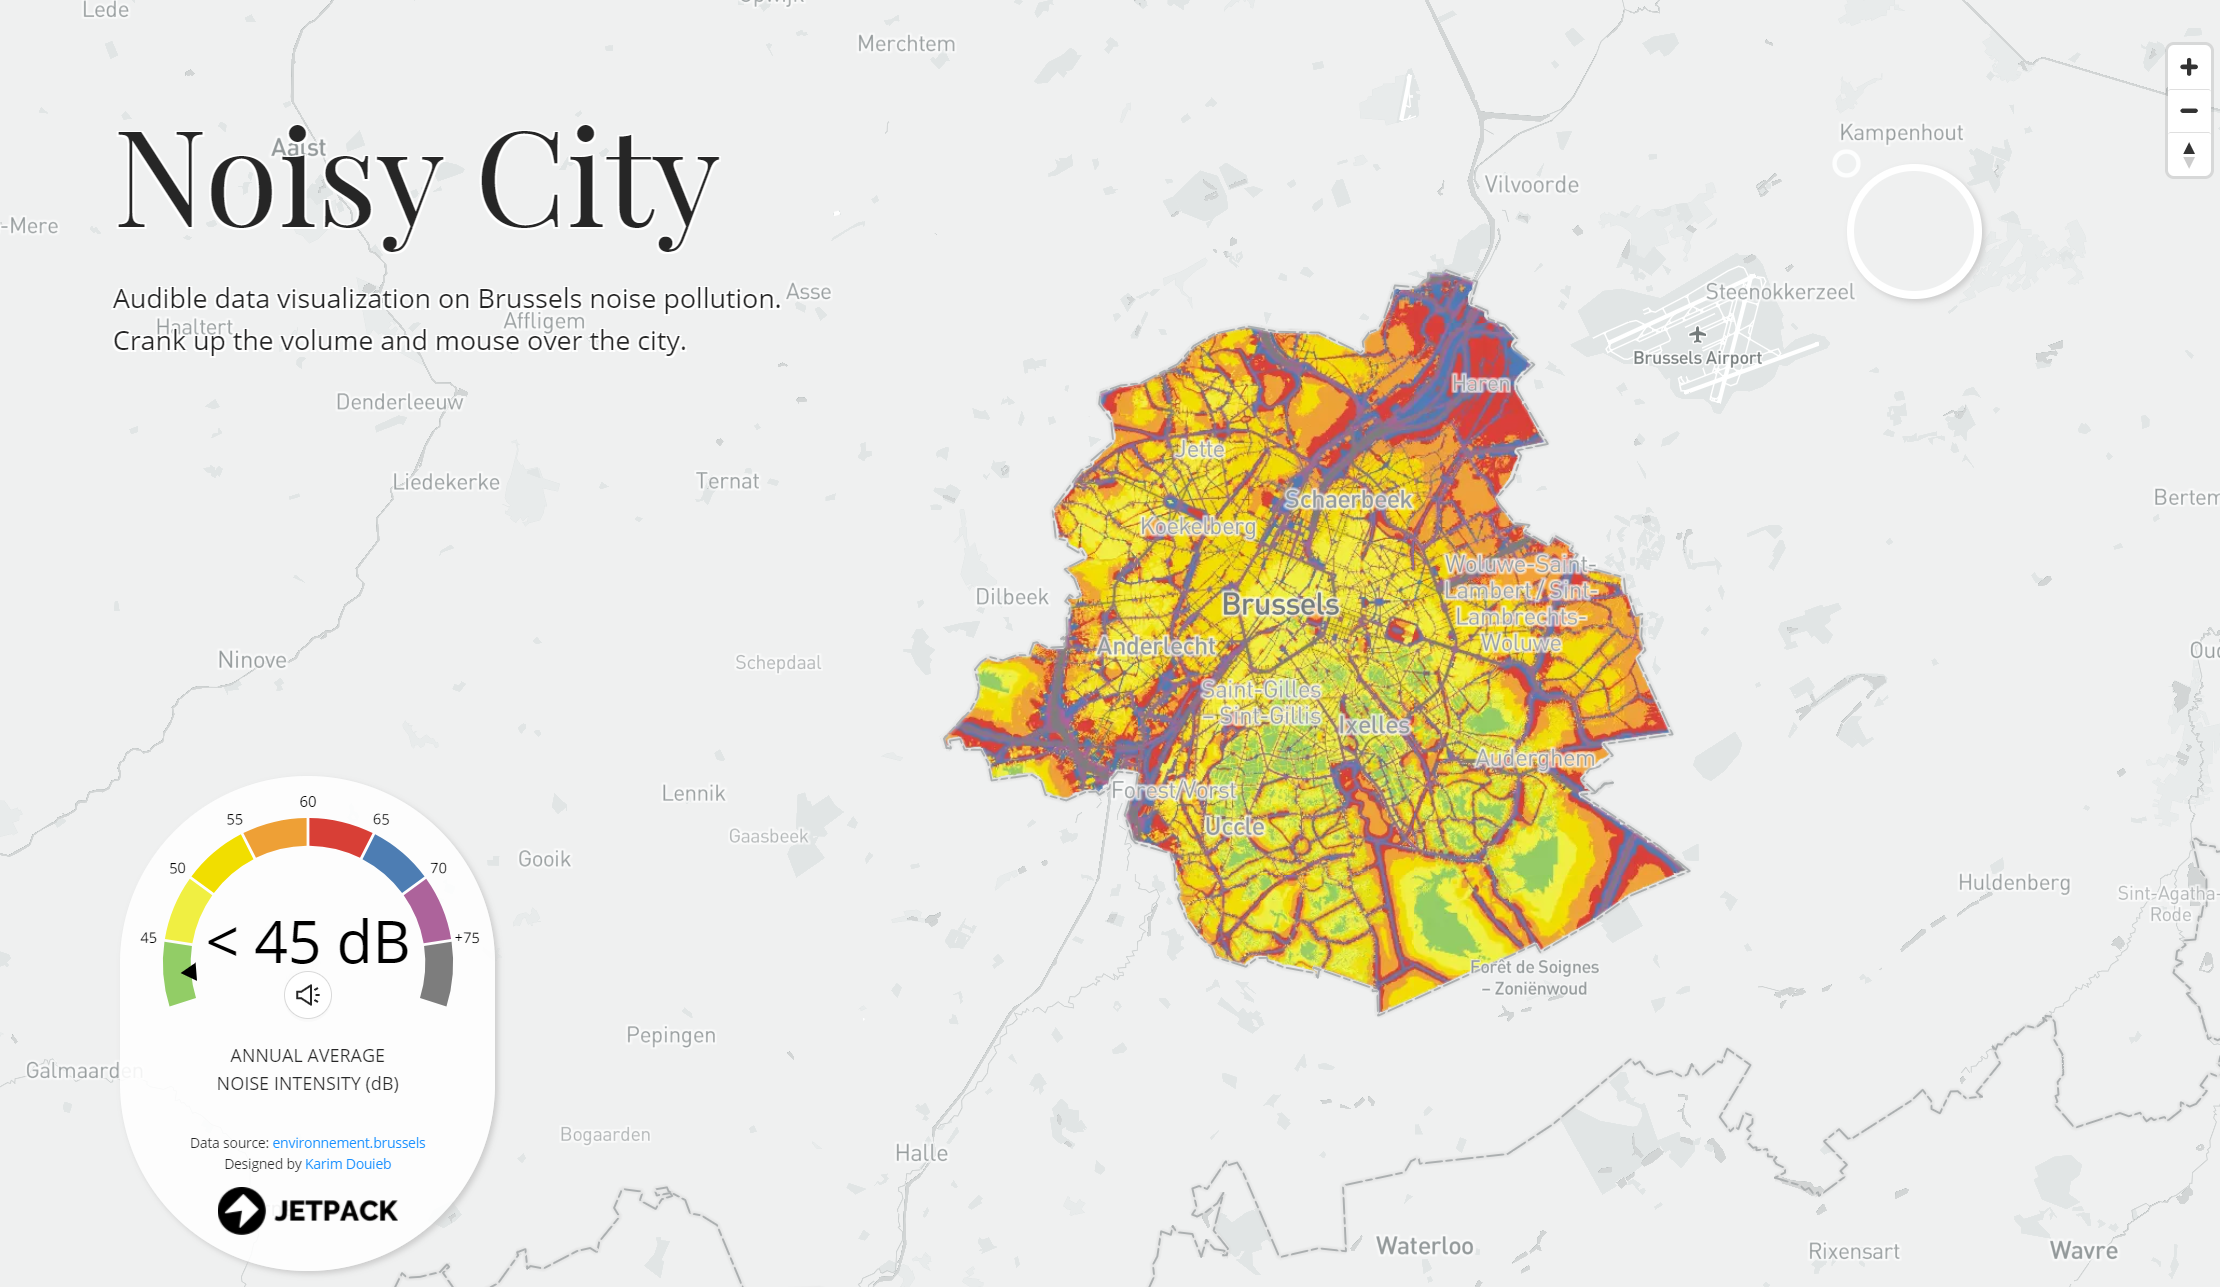 Lede
Merchtem
Kampenhout
Aalst
Noisy City
Vilvoorde
-Mere
Audible data visualization on Brussels noise pollution.
Crank up the volume and mouse over the city.
Asse
Affligem
Haaltert
Steenokkerzeel
Brussels Airport
Haren
Denderleeuw
Jette
Liedekerke
Ternat
Schaerbeek
Bertem
Koekelberg
Woluwe-Saint-
Lambert / Sint-
Lambrechts-
Woluwe
Dilbeek
Brussels
Anderlecht
Ninove
Schepdaal
Saint-Gilles
– Sint-Gillis
Ixelles
Auderghem
Lennik
Forest/Vorst
Uccle
Gaasbeek
Gooik
Huldenberg
Sint-Agatha-
Rode
Forêt de Soignes
– Zoniënwoud
Pepingen
Galmaarden
Bogaarden
Halle
Waterloo
Rixensart
Wavre
45
50
55
60
65
70
+75
< 45 dB
ANNUAL AVERAGE
NOISE INTENSITY (dB)
Data source: environnement.brussels
Designed by Karim Douieb
JETPACK